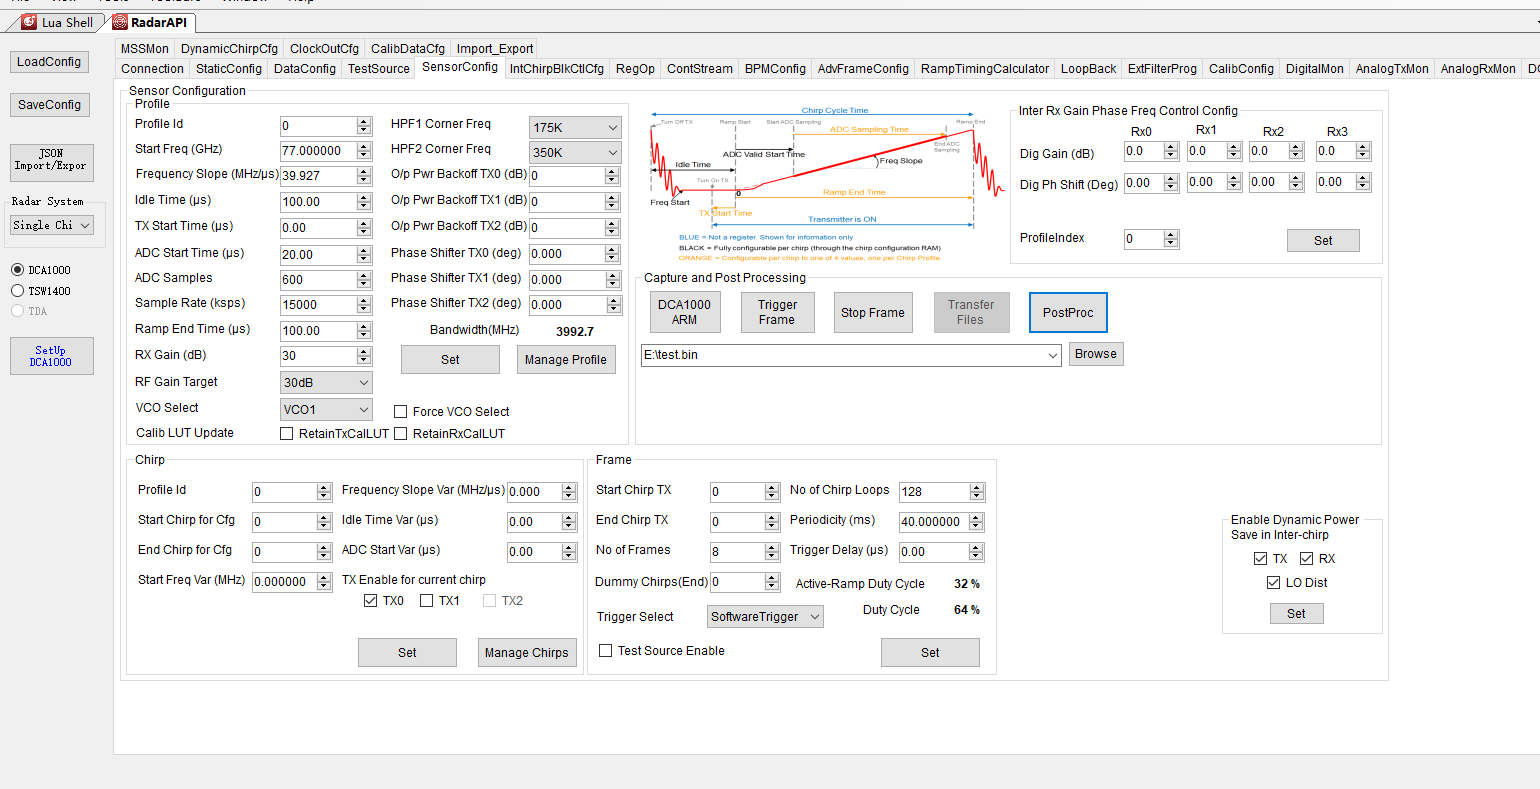 Lua Shell
RadarAPI
LoadConfig
SaveConfig
JSON
Import/Expor
Radar System
Single Chi
DCA1000
TSW1400
TDA
SetUp
DCA1000
MSSMon DynamicChirpCfg ClockOutCfg CalibDataCfg Import_Export
Connection StaticConfig DataConfig TestSource SensorConfig IntChirpBlkCtlCfg RegOp ContStream BPMConfig AdvFrameConfig RampTimingCalculator LoopBack ExtFilterProg CalibConfig DigitalMon AnalogTxMon AnalogRxMon
Sensor Configuration
Profile
Profile Id 0 HPF1 Corner Freq 175K
Start Freq (GHz) 77.000000 HPF2 Corner Freq 350K
Frequency Slope (MHz/µs) 39.927 O/p Pwr Backoff TX0 (dB) 0
Idle Time (µs) 100.00 O/p Pwr Backoff TX1 (dB) 0
TX Start Time (µs) 0.00 O/p Pwr Backoff TX2 (dB) 0
ADC Start Time (µs) 20.00 Phase Shifter TX0 (deg) 0.000
ADC Samples 600 Phase Shifter TX1 (deg) 0.000
Sample Rate (ksps) 15000 Phase Shifter TX2 (deg) 0.000
Ramp End Time (µs) 100.00 Bandwidth(MHz) 3992.7
RX Gain (dB) 30 Set Manage Profile
RF Gain Target 30dB
VCO Select VCO1 Force VCO Select
Calib LUT Update RetainTxCalLUT RetainRxCalLUT
Chirp Cycle Time
Turn Off TX Ramp Start Start ADC Sampling Ramp End
ADC Sampling Time
End ADC
Sampling
ADC Valid Start Time
Idle Time
Freq Slope
Turn On TX
0
Ramp End Time
Freq Start
TX Start Time
Transmitter is ON
BLUE = Not a register. Shown for information only
BLACK = Fully configurable per chirp (through the chirp configuration RAM)
ORANGE = Configurable per chirp to one of 4 values, one per Chirp Profile
Inter Rx Gain Phase Freq Control Config
Rx0 Rx1 Rx2 Rx3
Dig Gain (dB) 0.0 0.0 0.0 0.0
Dig Ph Shift (Deg) 0.00 0.00 0.00 0.00
ProfileIndex 0 Set
Capture and Post Processing
DCA1000
ARM
Trigger
Frame
Stop Frame
Transfer
Files
PostProc
E:\test.bin Browse
Chirp
Profile Id 0 Frequency Slope Var (MHz/µs) 0.000
Start Chirp for Cfg 0 Idle Time Var (µs) 0.00
End Chirp for Cfg 0 ADC Start Var (µs) 0.00
Start Freq Var (MHz) 0.000000 TX Enable for current chirp
TX0 TX1 TX2
Set Manage Chirps
Frame
Start Chirp TX 0 No of Chirp Loops 128
End Chirp TX 0 Periodicity (ms) 40.000000
No of Frames 8 Trigger Delay (µs) 0.00
Dummy Chirps(End) 0 Active-Ramp Duty Cycle 32 %
Duty Cycle 64 %
Trigger Select SoftwareTrigger
Test Source Enable Set
Enable Dynamic Power
Save in Inter-chirp
TX RX
LO Dist
Set